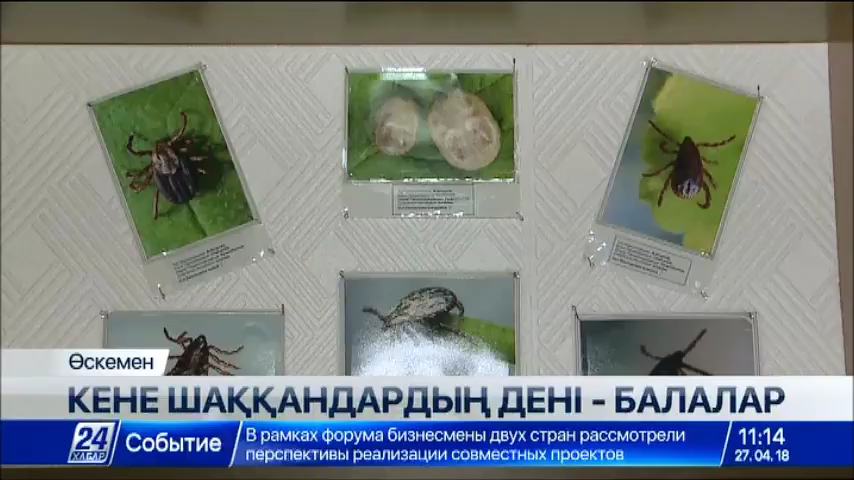 Өскемен
КЕНЕ ШАҚҚАНДАРДЫҢ ДЕНІ - БАЛАЛАР
24
ХАБАР
Событие
В рамках форума бизнесмены двух стран рассмотрели
перспективы реализации совместных проектов
11:14
27.04.18